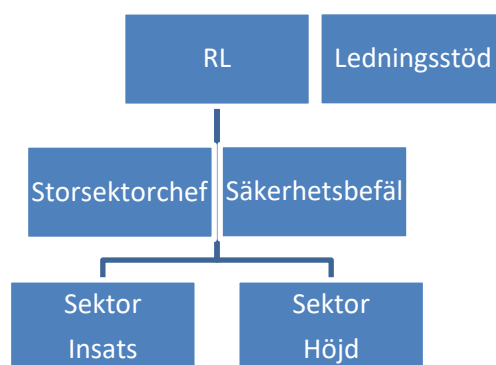 RL
Ledningsstöd
Storsektorchef
Säkerhetsbefäl
Sektor
Insats
Sektor
Höjd